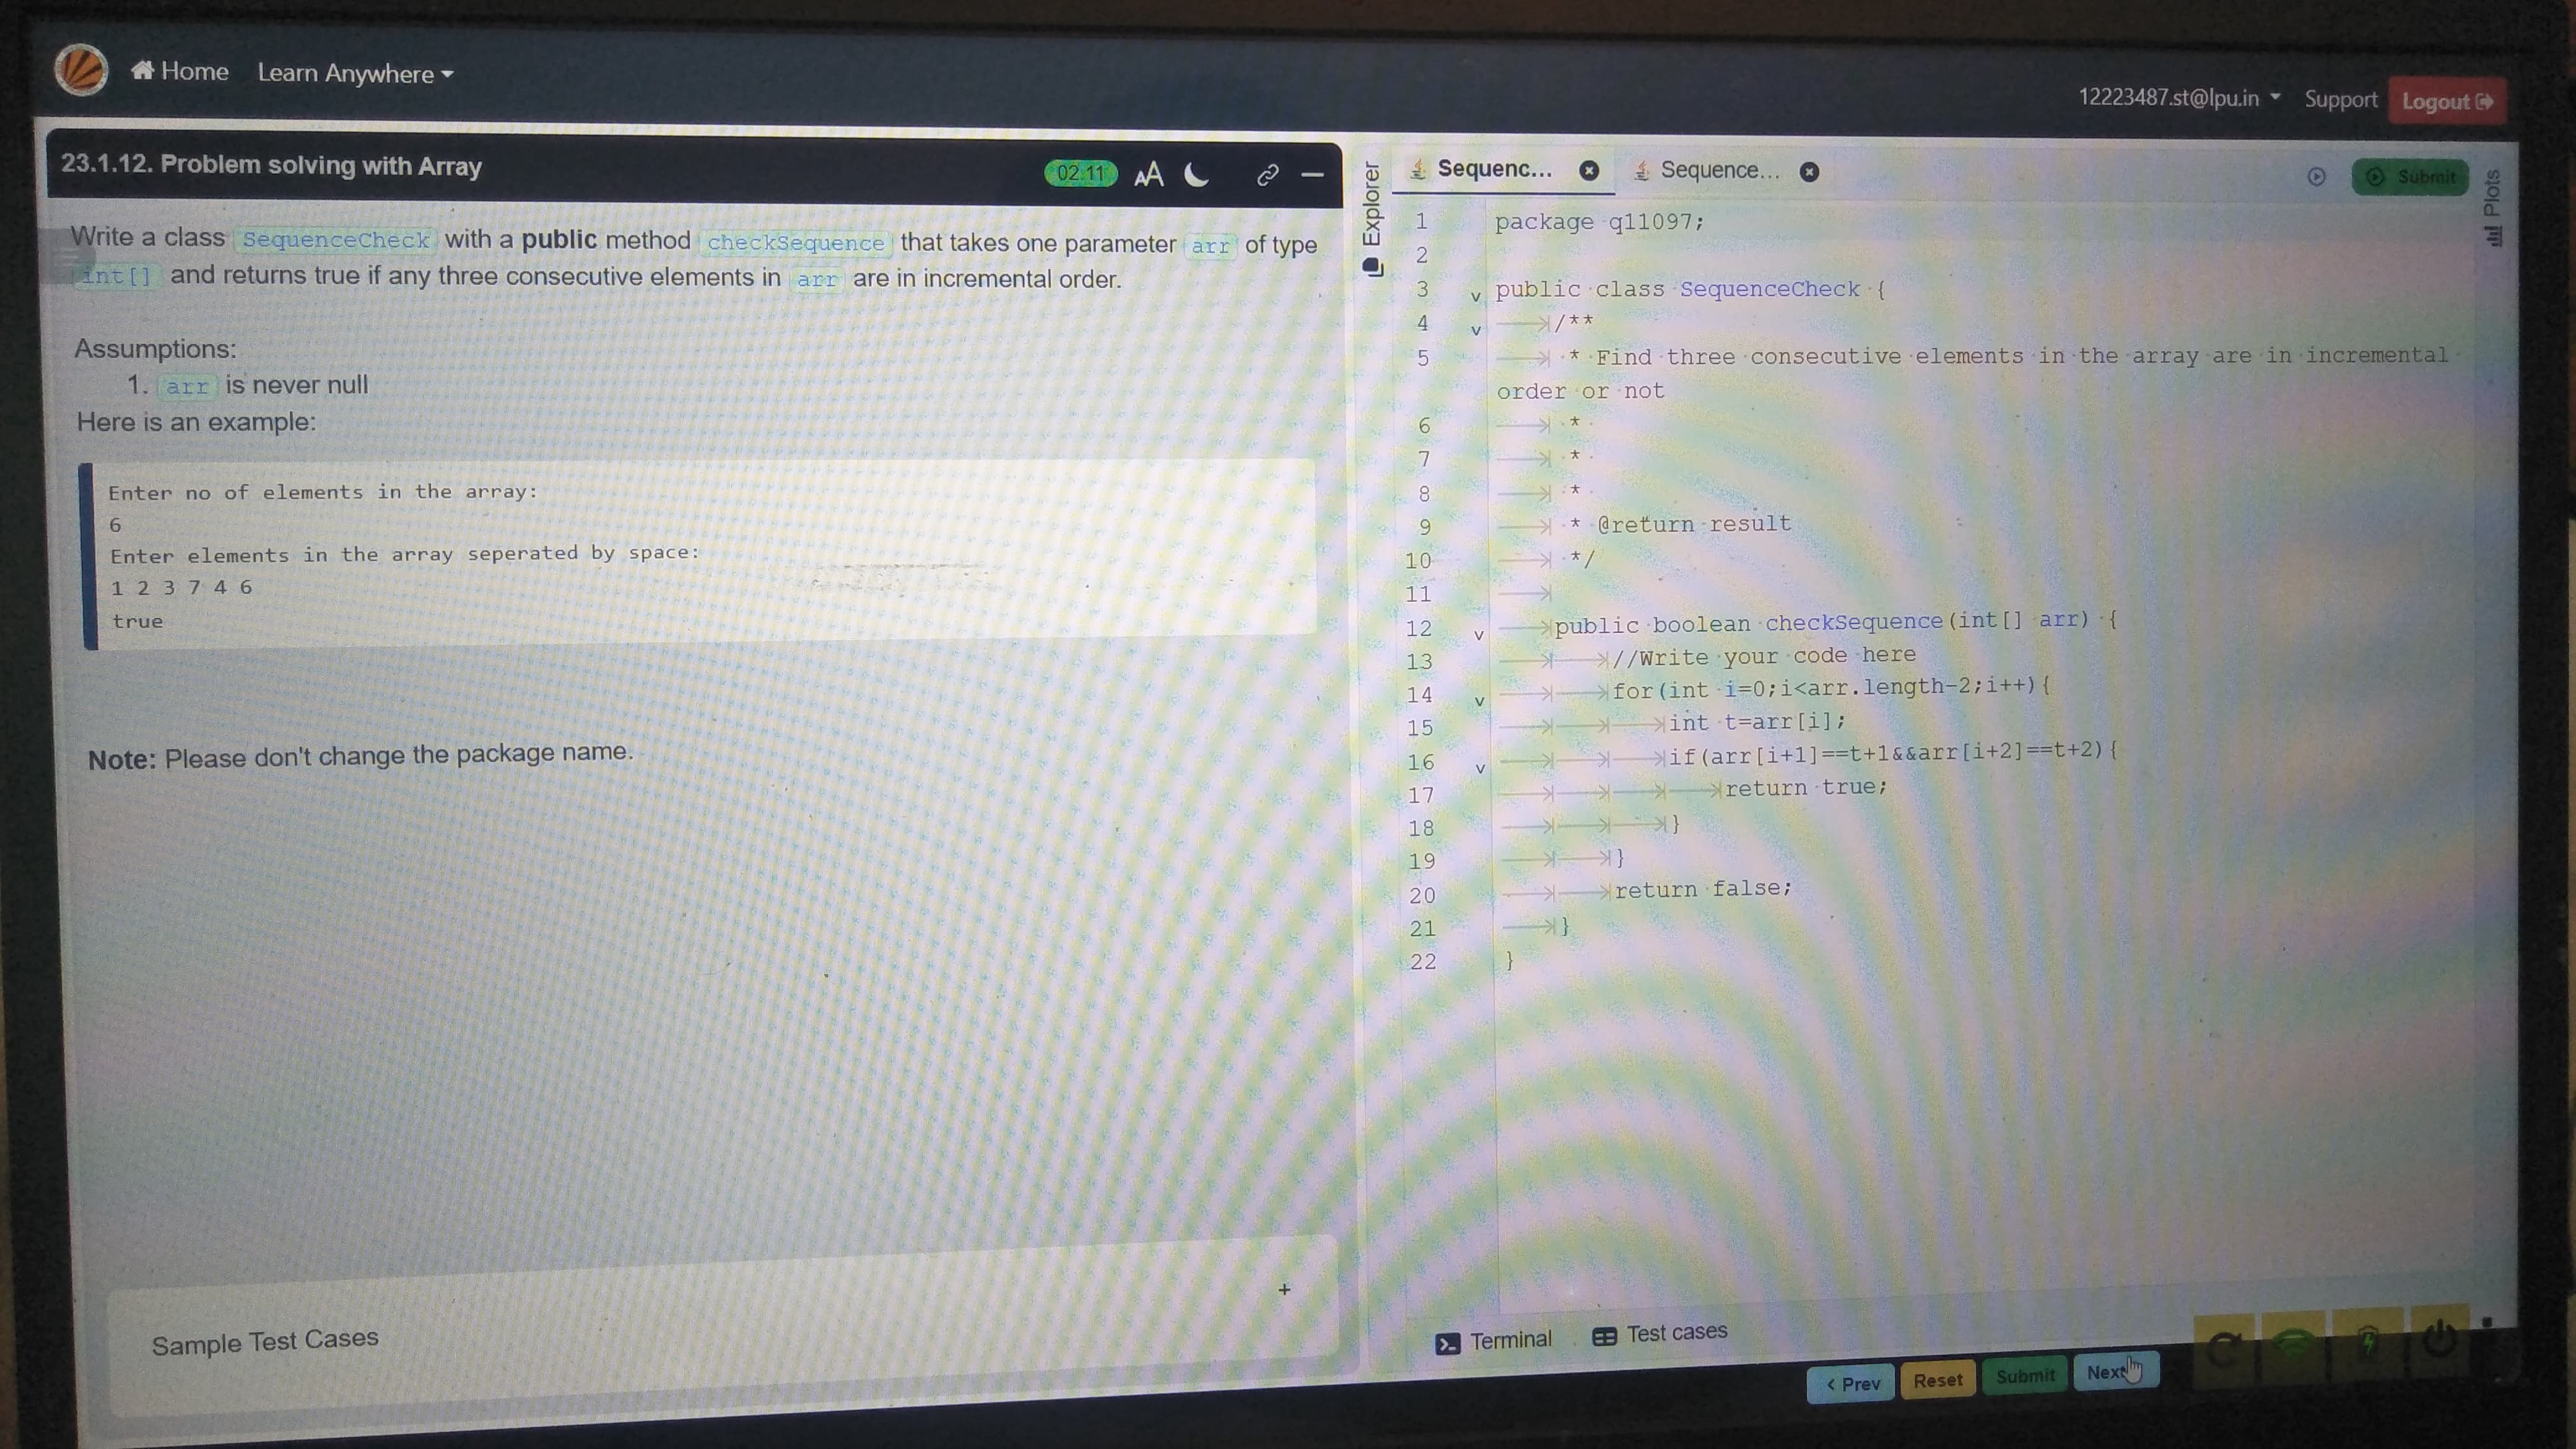 Home Learn Anywhere
12223487.st@lpu.in Support Logout
23.1.12. Problem solving with Array
02:11 AA
Write a class SequenceCheck with a public method checkSequence that takes one parameter arr of type
int[] and returns true if any three consecutive elements in arr are in incremental order.
Assumptions:
1. arr is never null
Here is an example:
Enter no of elements in the array:
6
Enter elements in the array seperated by space:
1 2 3 7 4 6
true
Note: Please don't change the package name.
Sample Test Cases
+
Explorer
Sequenc...
Sequence...
Submit
Plots
1 package q11097;
2
3 public class SequenceCheck {
4 /**
5 * Find three consecutive elements in the array are in incremental
order or not
6 *
7 *
8 *
9 * @return result
10 */
11
12 public boolean checkSequence(int[] arr) {
13 //Write your code here
14 for(int i=0;i<arr.length-2;i++){
15 int t=arr[i];
16 if(arr[i+1]==t+1&&arr[i+2]==t+2){
17 return true;
18 }
19 }
20 return false;
21 }
22 }
Terminal Test cases
< Prev Reset Submit Next